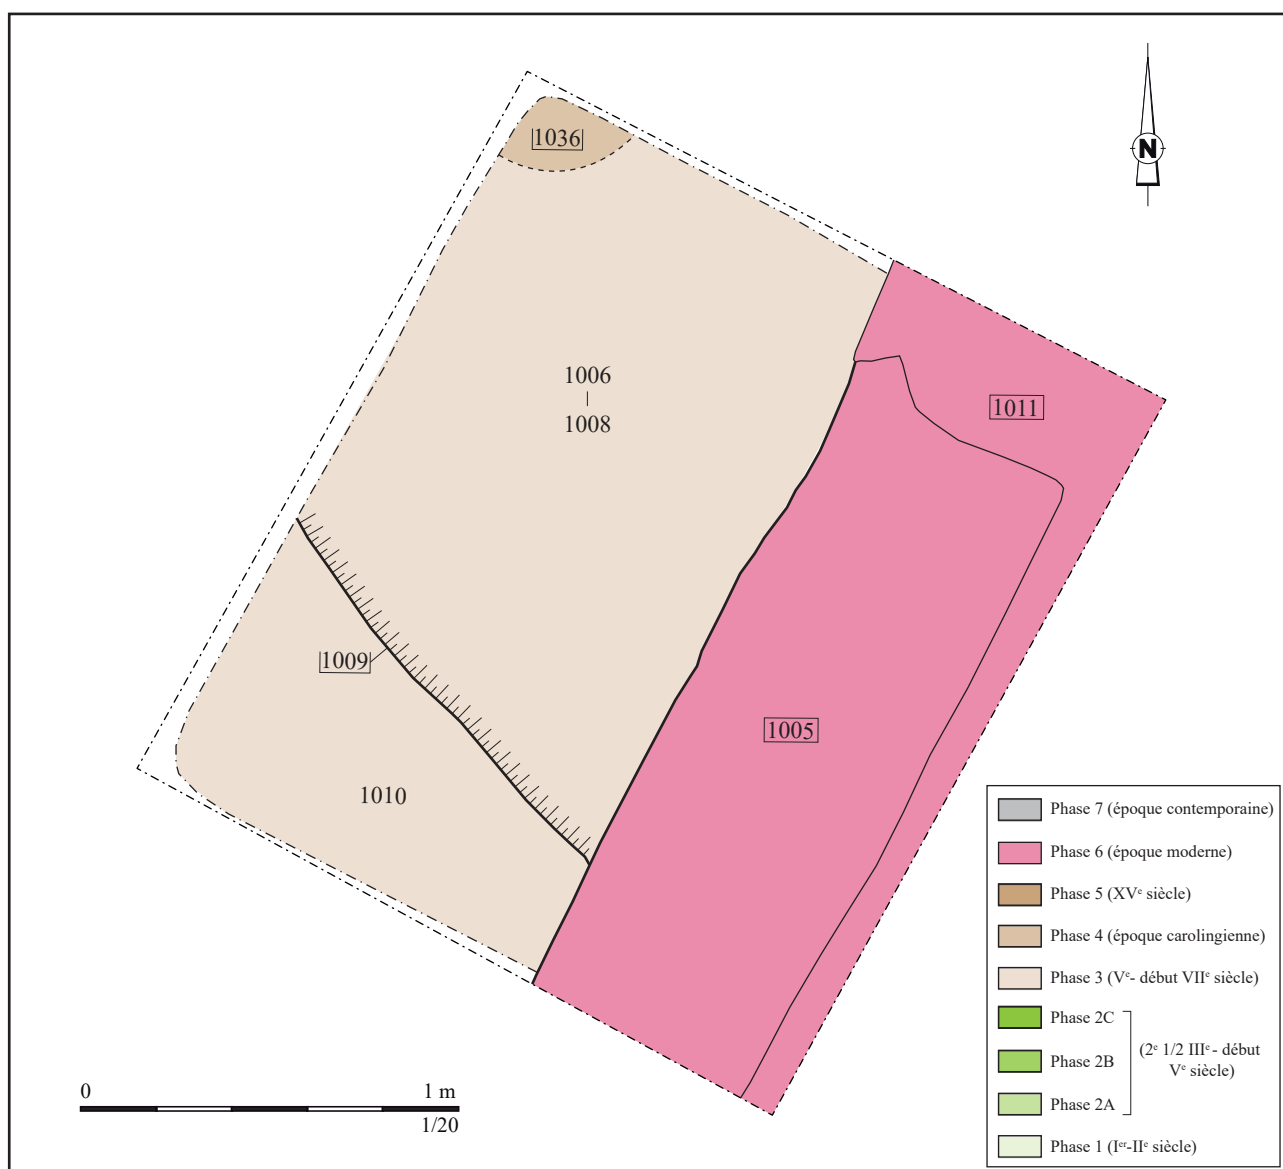 1036
N
1006
1008
1011
1009
1005
1010
0 1 m
1/20
Phase 7 (époque contemporaine)
Phase 6 (époque moderne)
Phase 5 (XVᵉ siècle)
Phase 4 (époque carolingienne)
Phase 3 (Vᵉ- début VIIᵉ siècle)
Phase 2C
Phase 2B
Phase 2A
(2ᵉ 1/2 IIIᵉ - début
Vᵉ siècle)
Phase 1 (Iᵉʳ-IIᵉ siècle)